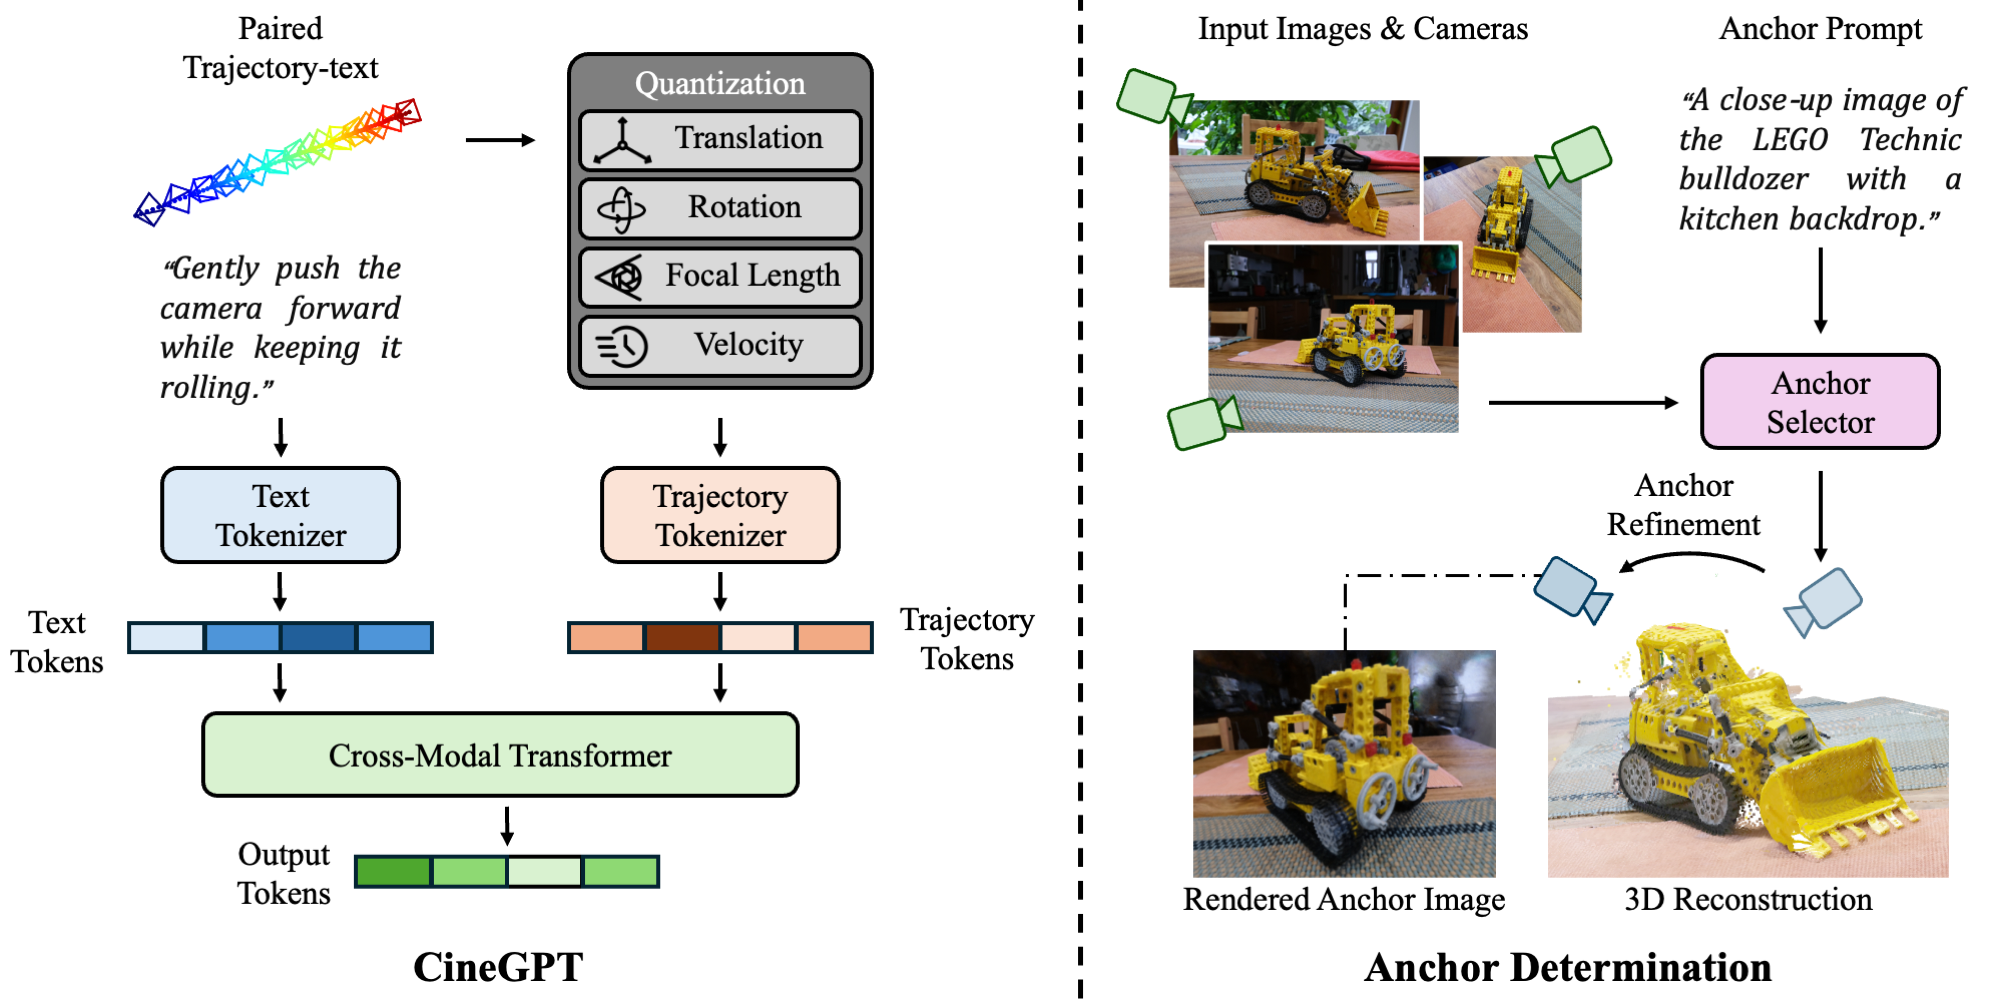 Paired
Trajectory-text
“Gently push the
camera forward
while keeping it
rolling.”
Quantization
Translation
Rotation
Focal Length
Velocity
Text
Tokenizer
Trajectory
Tokenizer
Text
Tokens
Trajectory
Tokens
Cross-Modal Transformer
Output
Tokens
CineGPT
Input Images & Cameras
Anchor Prompt
“A close-up image of
the LEGO Technic
bulldozer with a
kitchen backdrop.”
Anchor
Selector
Anchor
Refinement
Rendered Anchor Image
3D Reconstruction
Anchor Determination